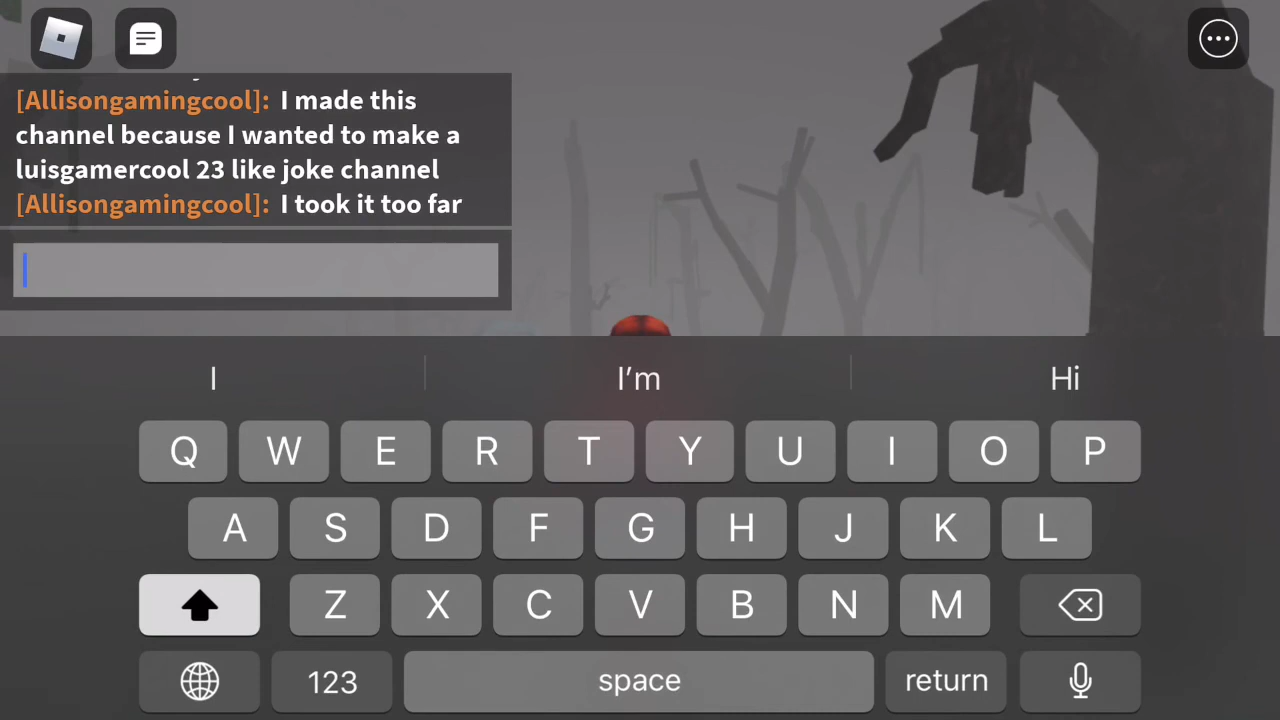 [Allisongamingcool]: I made this
channel because I wanted to make a
luisgamercool 23 like joke channel
[Allisongamingcool]: I took it too far
I I’m Hi
Q W E R T Y U I O P
A S D F G H J K L
Z X C V B N M
123 space return